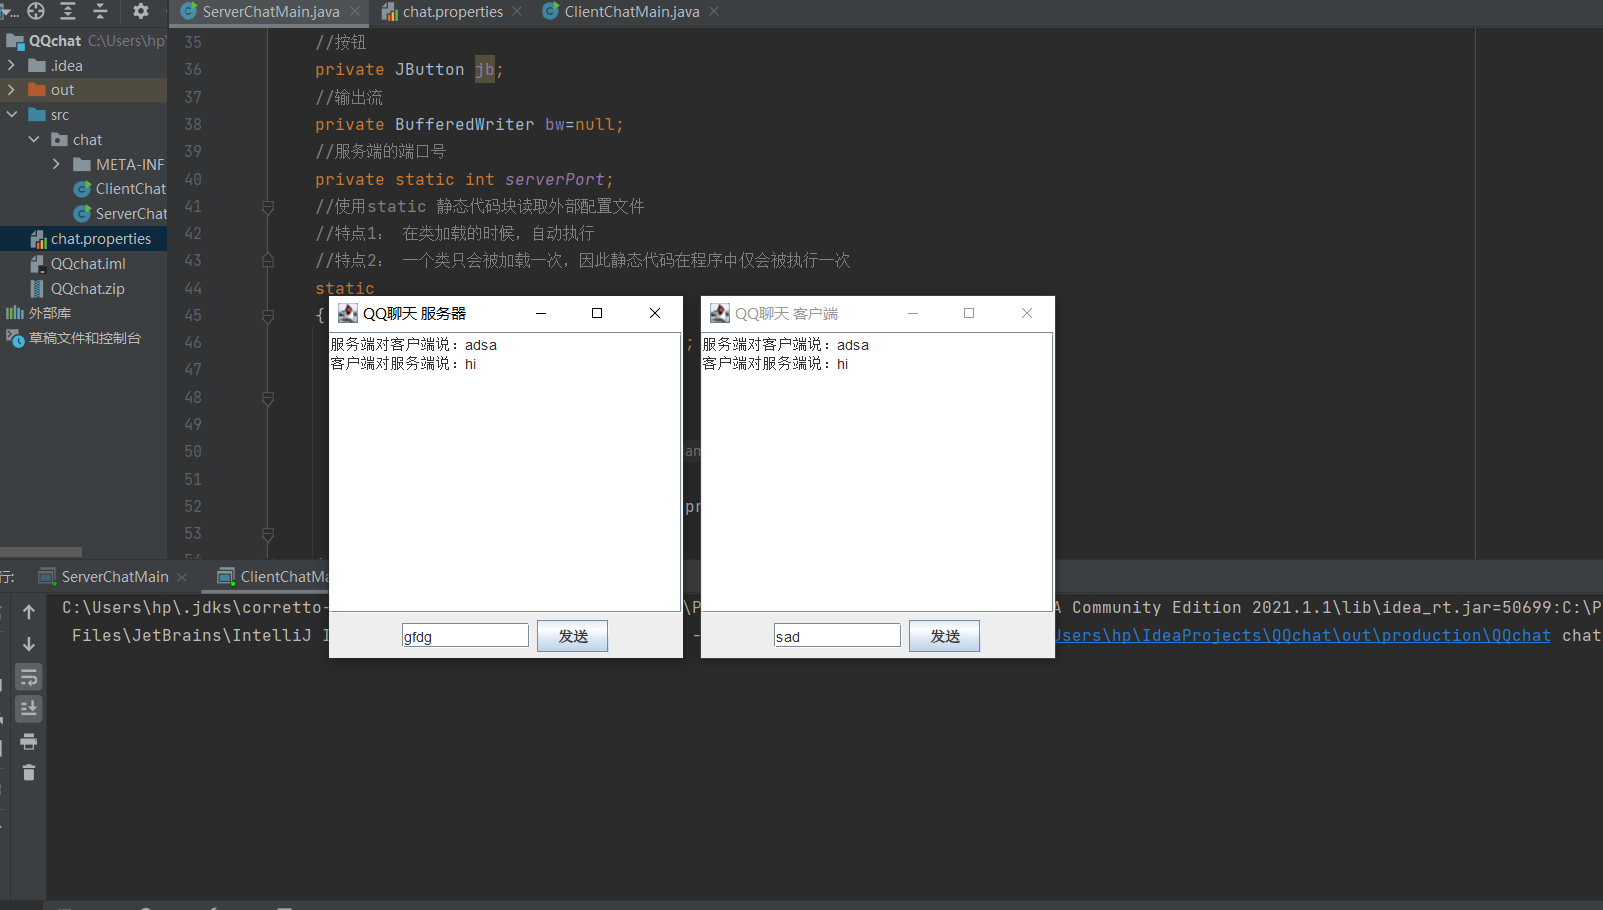 ServerChatMain.java
chat.properties
ClientChatMain.java
QQchat C:\Users\hp\
.idea
out
src
chat
META-INF
ClientChat
ServerChat
chat.properties
QQchat.iml
QQchat.zip
外部库
草稿文件和控制台
35 //按钮
36 private JButton jb;
37 //输出流
38 private BufferedWriter bw=null;
39 //服务端的端口号
40 private static int serverPort;
41 //使用static 静态代码块读取外部配置文件
42 //特点1： 在类加载的时候，自动执行
43 //特点2： 一个类只会被加载一次，因此静态代码在程序中仅会被执行一次
44 static
45 {
46 ;
47
48
49
50
51
52 pr
53
QQ聊天 服务器
服务端对客户端说：adsa
客户端对服务端说：hi
gfdg
发送
QQ聊天 客户端
服务端对客户端说：adsa
客户端对服务端说：hi
sad
发送
行:
ServerChatMain
ClientChatMa
C:\Users\hp\.jdks\corretto- \P A Community Edition 2021.1.1\lib\idea_rt.jar=50699:C:\P
Files\JetBrains\IntelliJ I - Users\hp\IdeaProjects\QQchat\out\production\QQchat chat